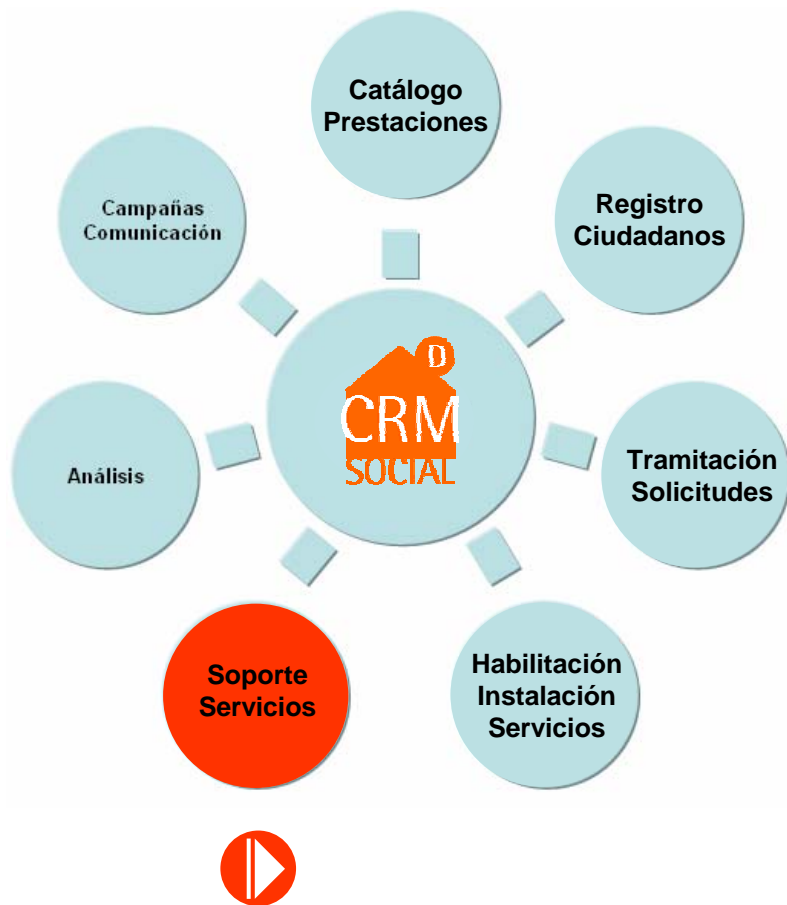 Catálogo
Prestaciones
Registro
Ciudadanos
Tramitación
Solicitudes
Habilitación
Instalación
Servicios
Soporte
Servicios
Análisis
Campañas
Comunicación
D
CRM
SOCIAL